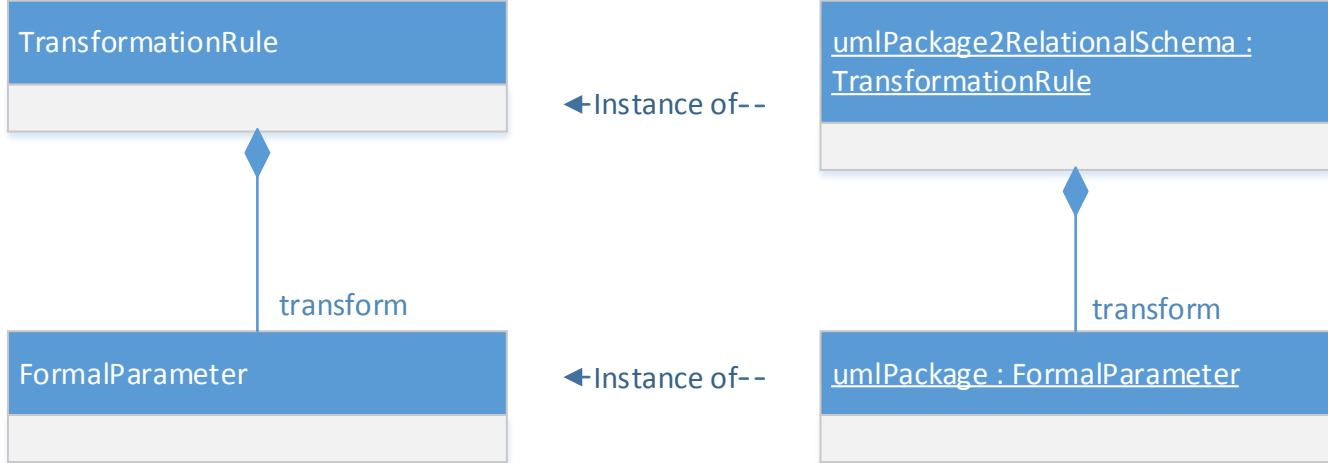 TransformationRule
umlPackage2RelationalSchema :
TransformationRule
Instance of--
transform
transform
FormalParameter
Instance of--
umlPackage : FormalParameter